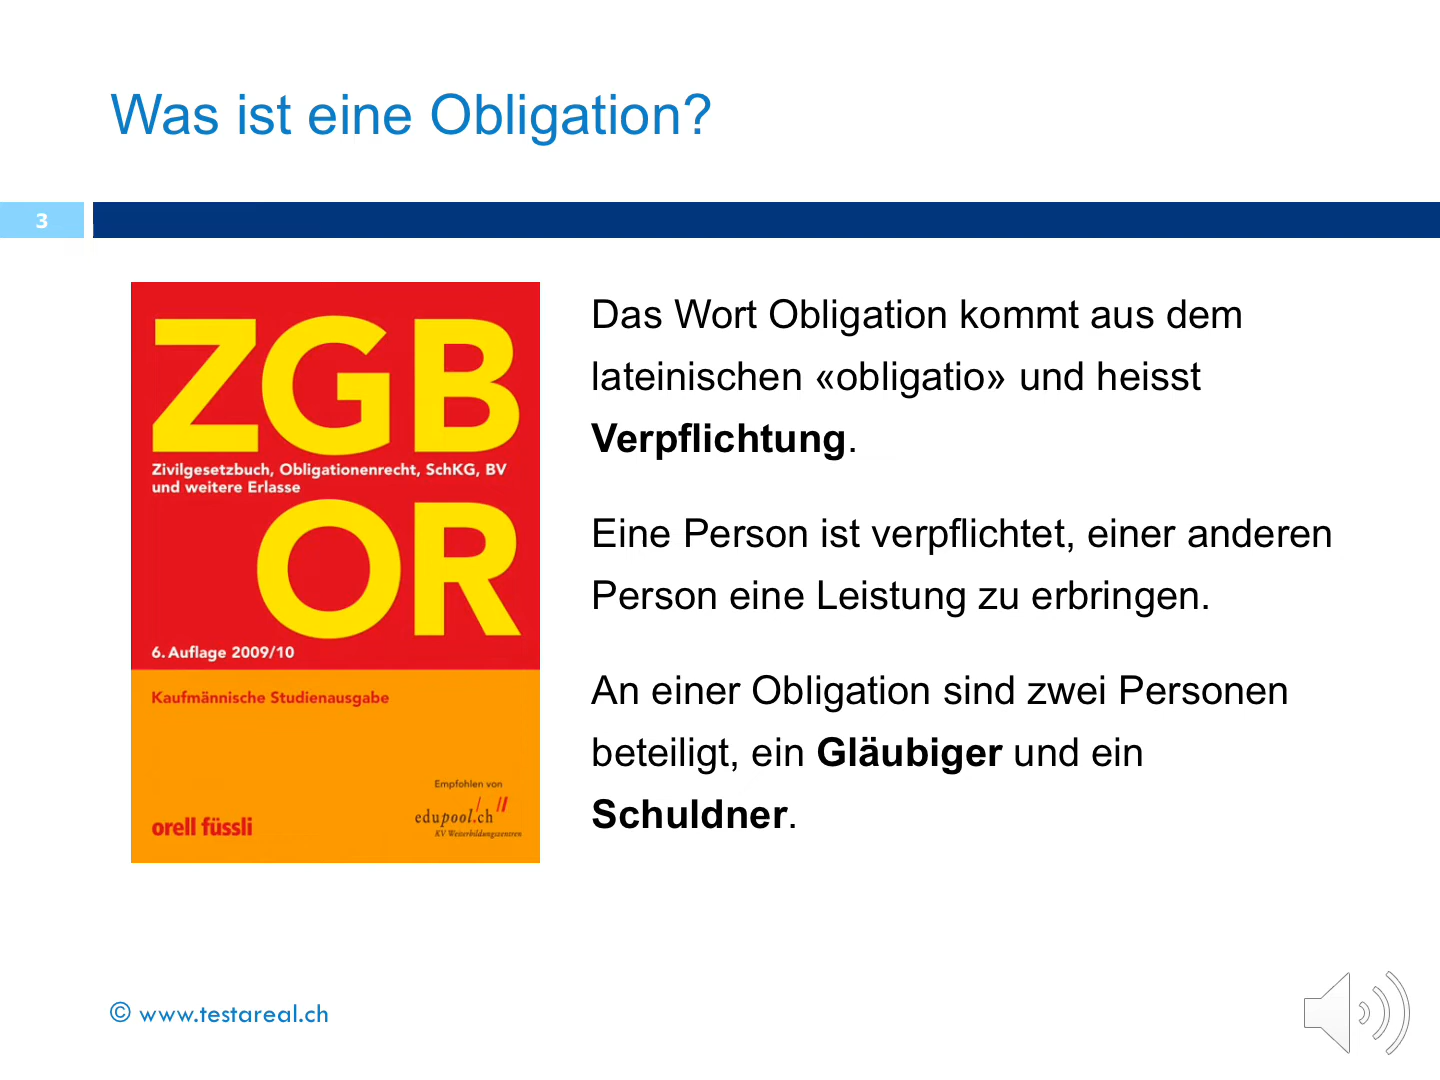 Was ist eine Obligation?
3
ZGB
Zivilgesetzbuch, Obligationenrecht, SchKG, BV
und weitere Erlasse
OR
6. Auflage 2009/10
Kaufmännische Studienausgabe
Empfohlen von
edupool.ch
KV Weiterbildungszentren
orell füssli
Das Wort Obligation kommt aus dem
lateinischen «obligatio» und heisst
Verpflichtung.
Eine Person ist verpflichtet, einer anderen
Person eine Leistung zu erbringen.
An einer Obligation sind zwei Personen
beteiligt, ein Gläubiger und ein
Schuldner.
© www.testareal.ch